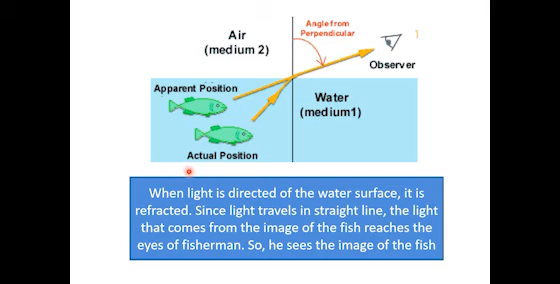 Air
(medium 2)
Angle from
Perpendicular
Observer
Apparent Position
Water
(medium1)
Actual Position
When light is directed of the water surface, it is
refracted. Since light travels in straight line, the light
that comes from the image of the fish reaches the
eyes of fisherman. So, he sees the image of the fish